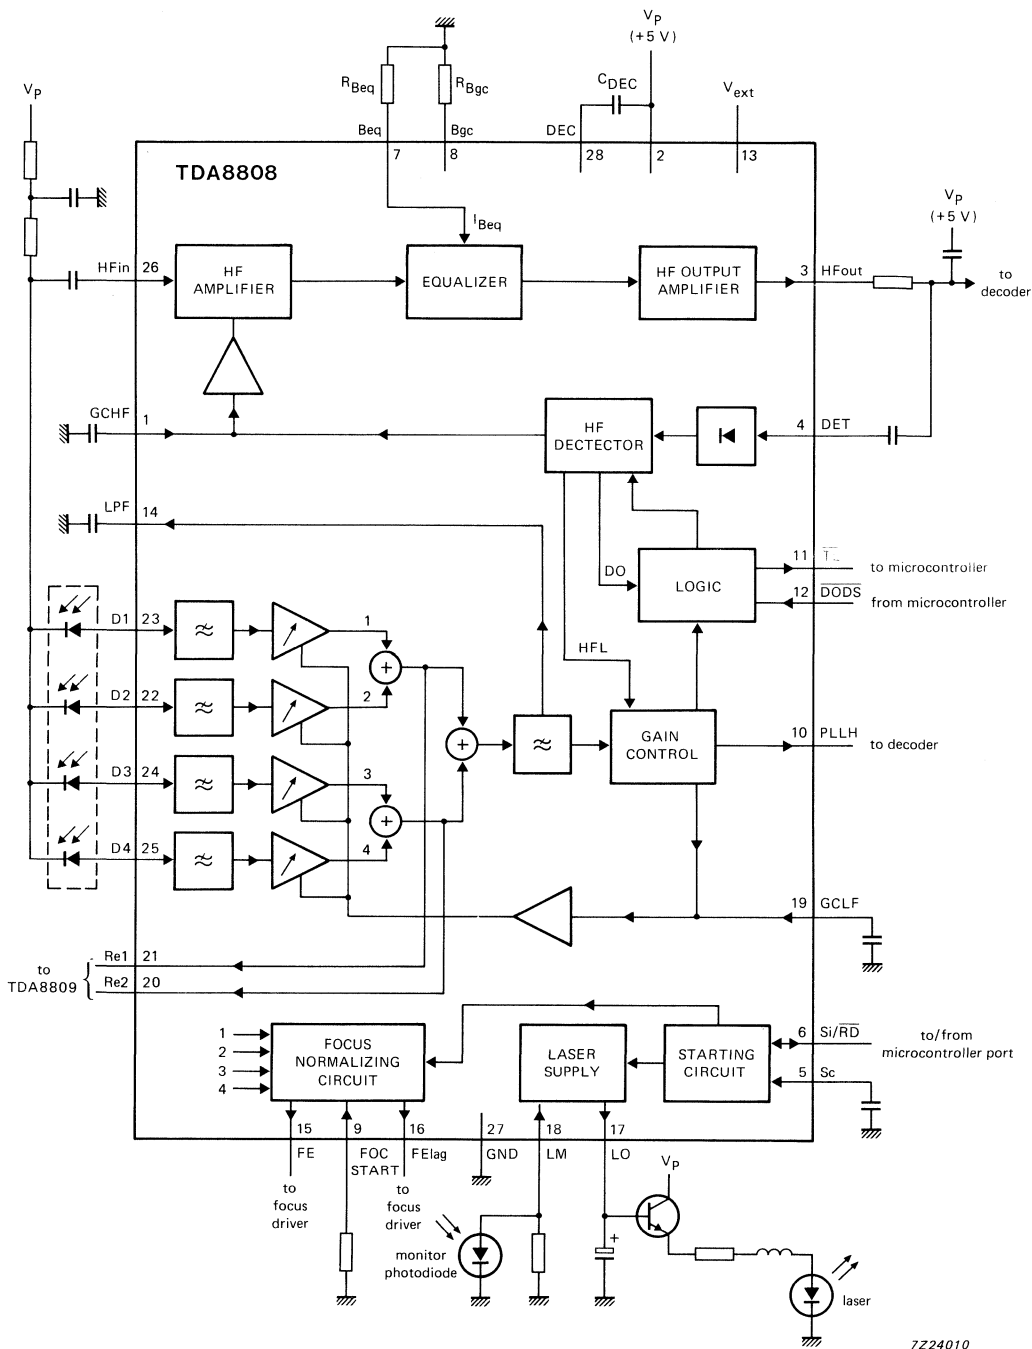 VP
(+5 V)
CDEC
RBeq
RBgc
VP
Vext
Beq
Bgc
DEC
7
8
28
2
13
TDA8808
IBeq
VP
(+5 V)
HFin
26
HF
AMPLIFIER
EQUALIZER
HF OUTPUT
AMPLIFIER
3
HFout
to
decoder
GCHF
1
HF
DECTECTOR
4
DET
LPF
14
DO
LOGIC
11
to microcontroller
12
DODS
from microcontroller
D1
23
≈
1
+
HFL
D2
22
≈
2
+
≈
GAIN
CONTROL
10
PLLH
to decoder
D3
24
≈
3
+
D4
25
≈
4
19
GCLF
to
TDA8809
Re1
21
Re2
20
1
2
3
4
FOCUS
NORMALIZING
CIRCUIT
LASER
SUPPLY
STARTING
CIRCUIT
6
Si/RD
to/from
microcontroller port
5
Sc
15
9
16
27
18
17
FE
FOC
START
FElag
GND
LM
LO
VP
to
focus
driver
to
focus
driver
monitor
photodiode
+
laser
7Z24010